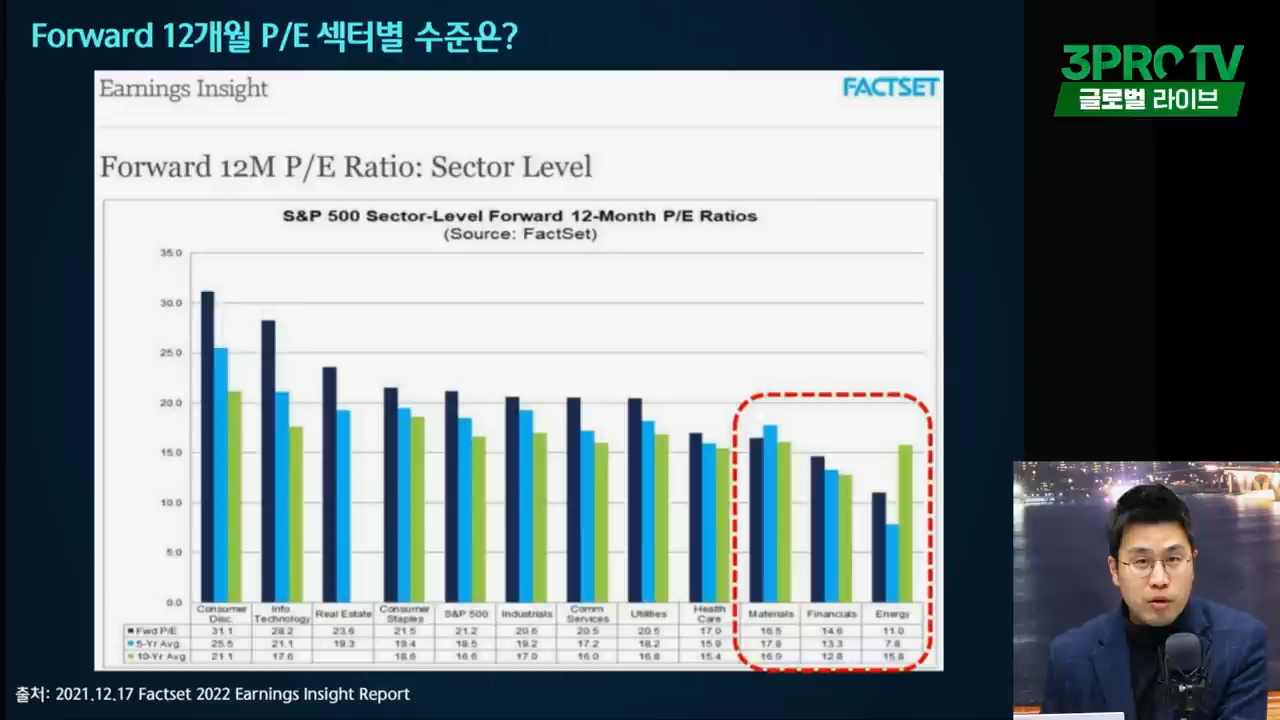 Forward 12개월 P/E 섹터별 수준은?
3PROTV
글로벌 라이브
Earnings Insight
FACTSET
Forward 12M P/E Ratio: Sector Level
S&P 500 Sector-Level Forward 12-Month P/E Ratios
(Source: FactSet)
35.0
30.0
25.0
20.0
15.0
10.0
5.0
0.0
Consumer Disc. Info Technology Real Estate Consumer Staples S&P 500 Industrials Comm Services Utilities Health Care Materials Financials Energy
Fwd P/E 31.1 28.2 23.6 21.5 21.2 20.6 20.5 20.5 17.0 16.5 14.6 11.0
5-Yr Avg. 25.5 21.1 19.3 19.4 18.5 19.2 17.2 18.2 15.9 17.8 13.3 7.8
10-Yr Avg 21.1 17.6 18.6 16.6 17.0 16.0 16.8 15.4 12.8 15.8
출처: 2021.12.17 Factset 2022 Earnings Insight Report